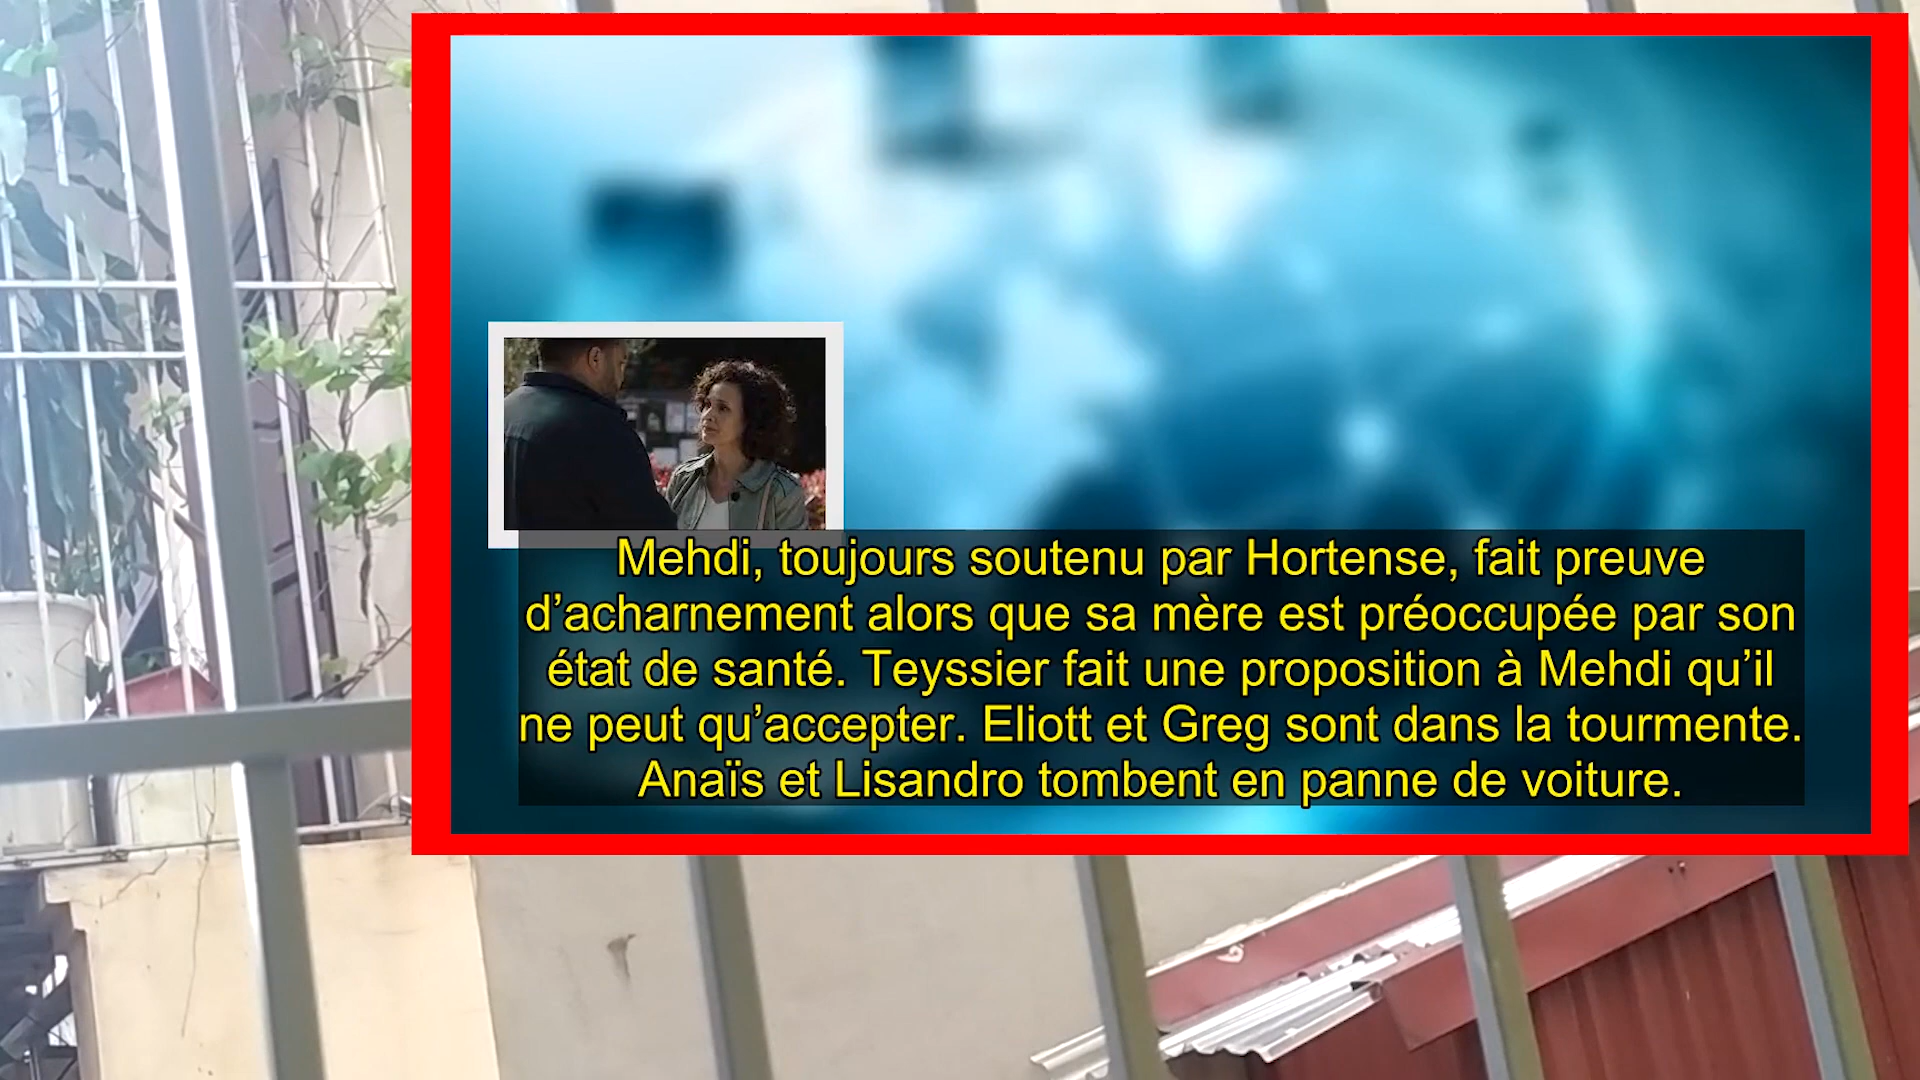 Mehdi, toujours soutenu par Hortense, fait preuve
d’acharnement alors que sa mère est préoccupée par son
état de santé. Teyssier fait une proposition à Mehdi qu’il
ne peut qu’accepter. Eliott et Greg sont dans la tourmente.
Anaïs et Lisandro tombent en panne de voiture.